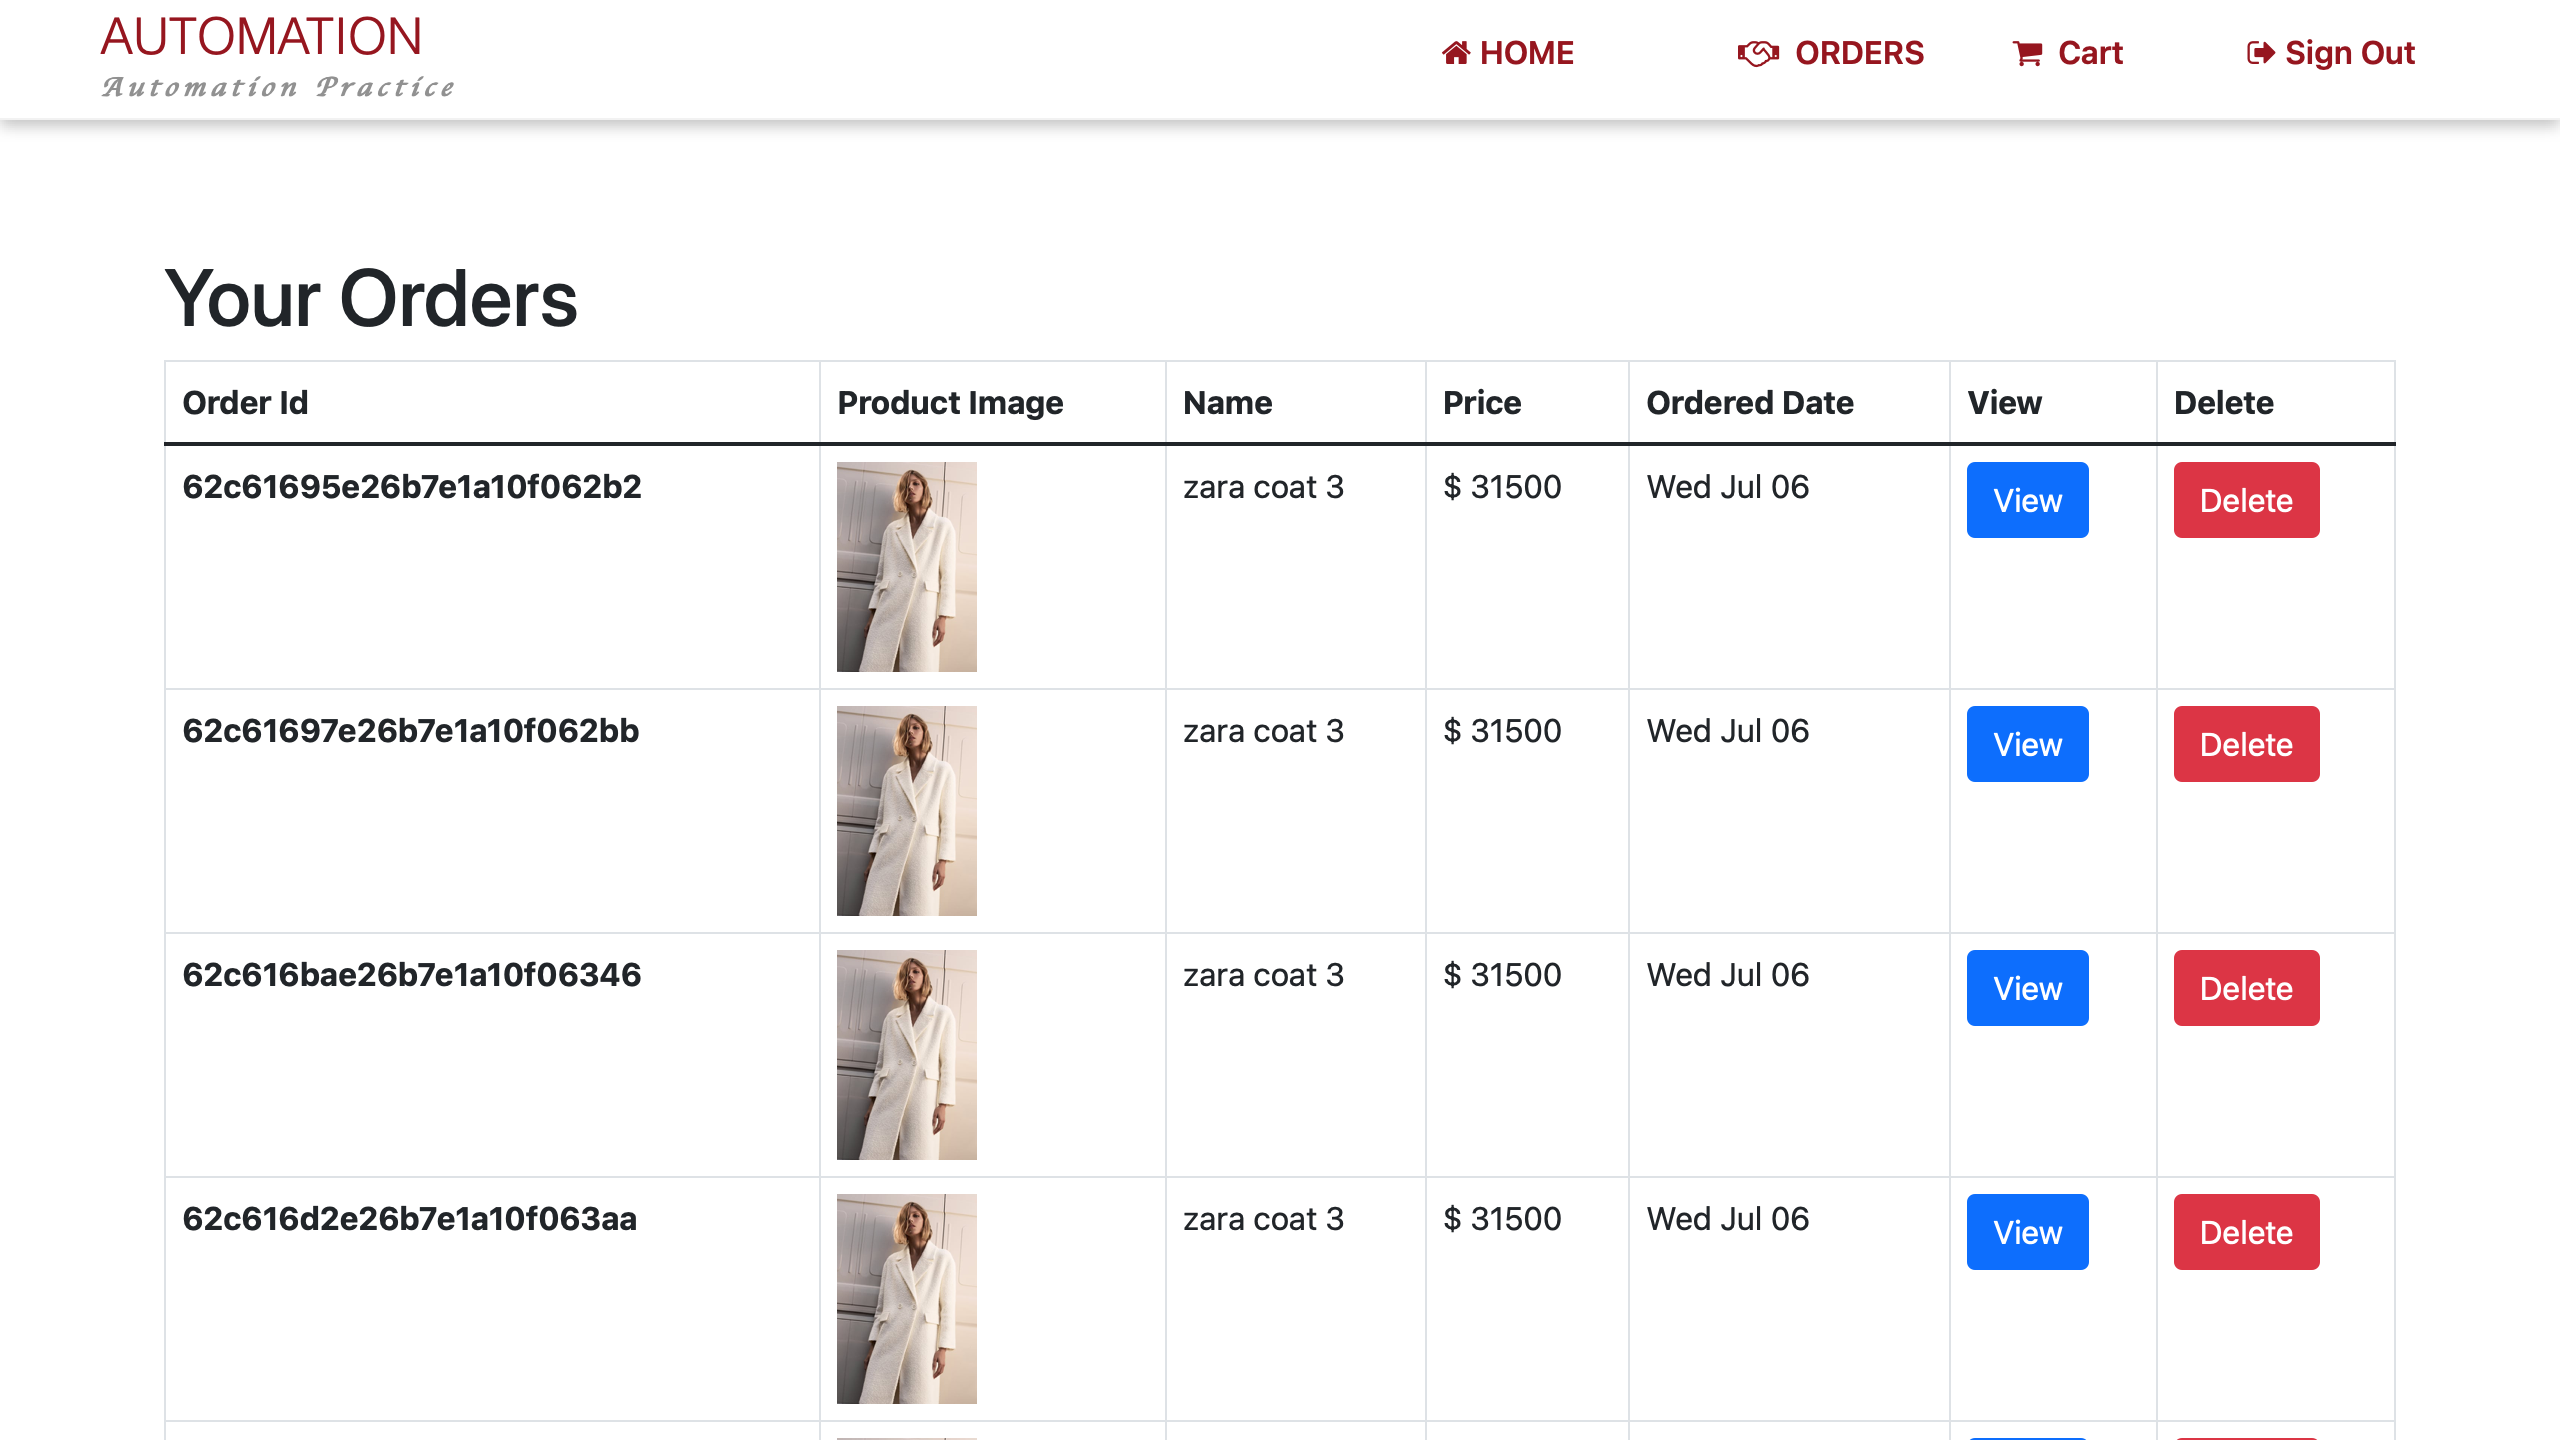 AUTOMATION
Automation Practice
HOME ORDERS Cart Sign Out
Your Orders
Order Id Product Image Name Price Ordered Date View Delete
62c61695e26b7e1a10f062b2 zara coat 3 $ 31500 Wed Jul 06 View Delete
62c61697e26b7e1a10f062bb zara coat 3 $ 31500 Wed Jul 06 View Delete
62c616bae26b7e1a10f06346 zara coat 3 $ 31500 Wed Jul 06 View Delete
62c616d2e26b7e1a10f063aa zara coat 3 $ 31500 Wed Jul 06 View Delete